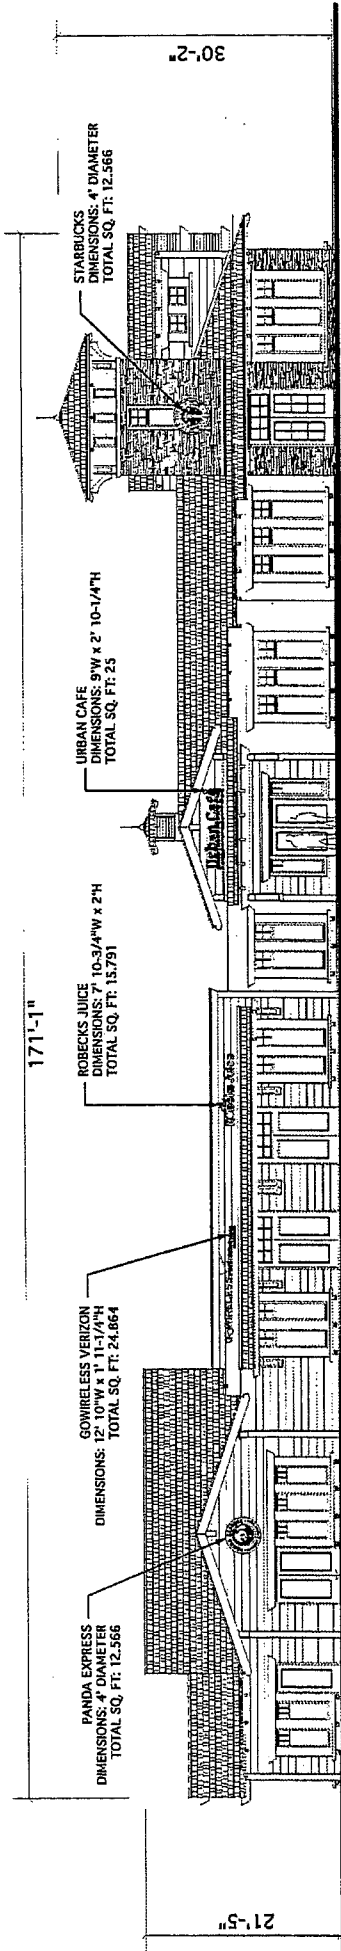 171'-1"
30'-2"
21'-5"
PANDA EXPRESS
DIMENSIONS: 4' DIAMETER
TOTAL SQ. FT: 12.566
GOWIRELESS VERIZON
DIMENSIONS: 12' 10"W x 1' 11-1/4"H
TOTAL SQ. FT: 24.864
ROBECKS JUICE
DIMENSIONS: 7' 10-3/4"W x 2'H
TOTAL SQ. FT: 15.791
URBAN CAFE
DIMENSIONS: 9'W x 2' 10-1/4"H
TOTAL SQ. FT: 25
STARBUCKS
DIMENSIONS: 4' DIAMETER
TOTAL SQ. FT: 12.566
Urban Cafe